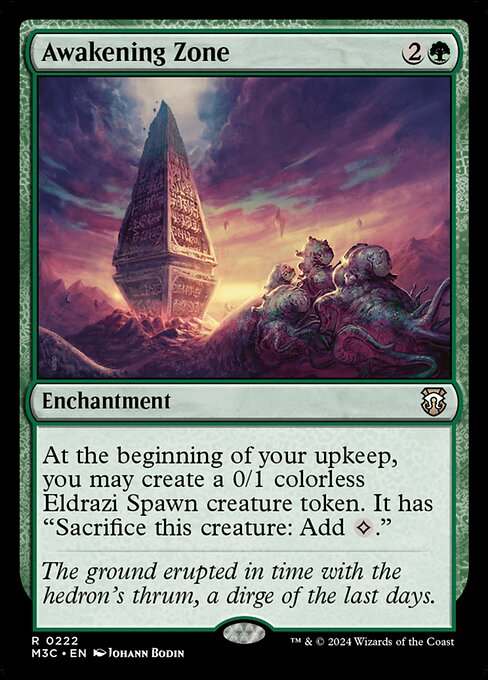 Awakening Zone 2
Enchantment
At the beginning of your upkeep,
you may create a 0/1 colorless
Eldrazi Spawn creature token. It has
“Sacrifice this creature: Add .”
The ground erupted in time with the
hedron’s thrum, a dirge of the last days.
R 0222 ™ & © 2024 Wizards of the Coast
M3C • EN Johann Bodin